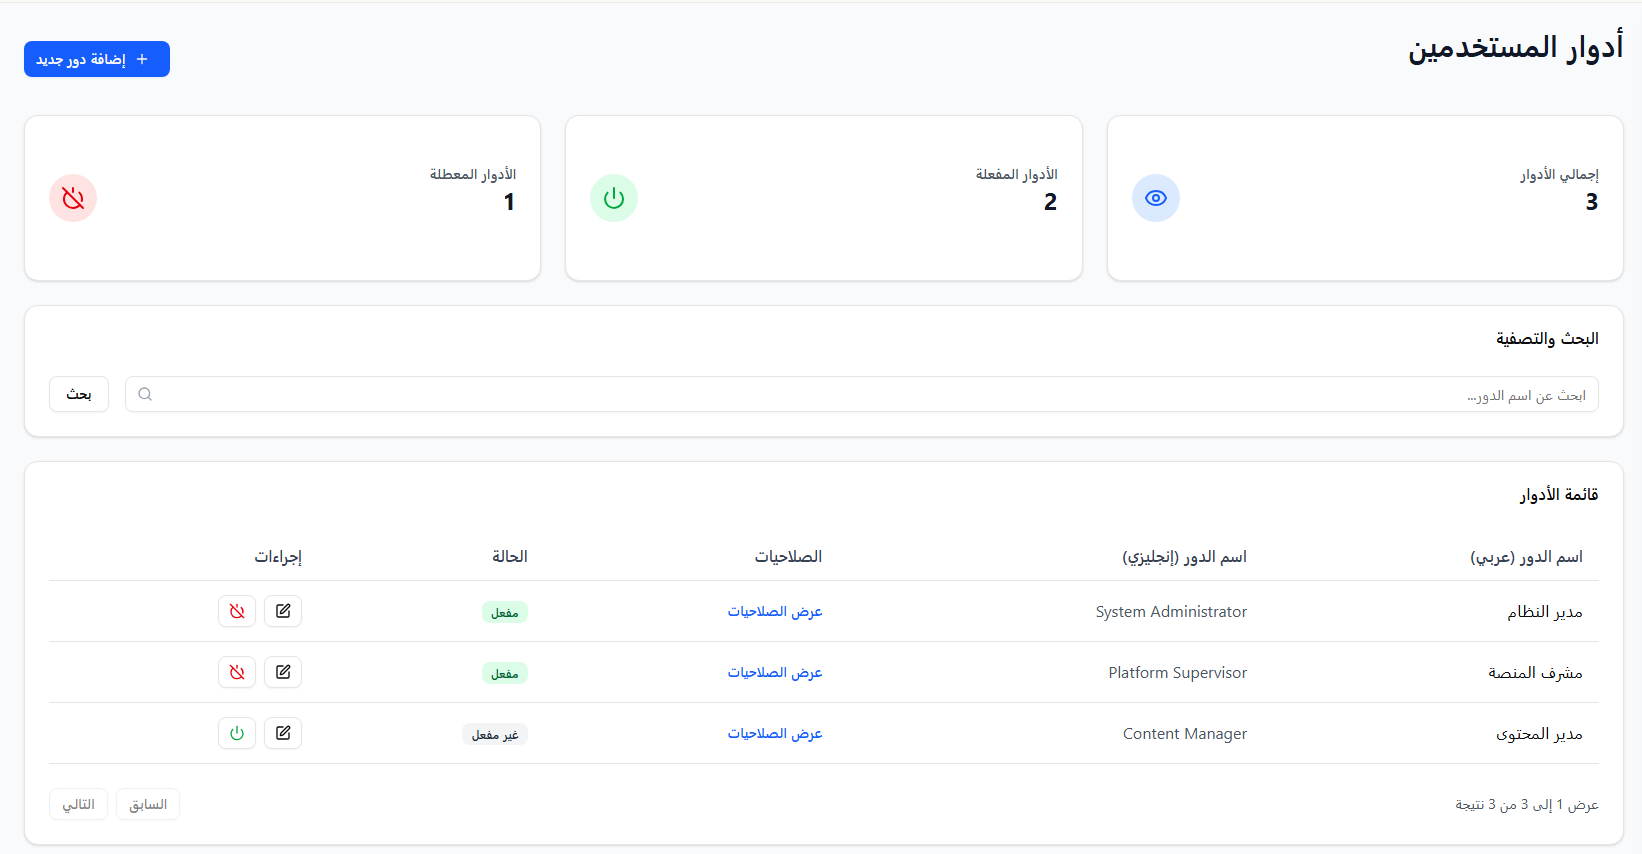 أدوار المستخدمين
إضافة دور جديد
إجمالي الأدوار
3
الأدوار المفعلة
2
الأدوار المعطلة
1
البحث والتصفية
ابحث عن اسم الدور...
بحث
قائمة الأدوار
اسم الدور (عربي) اسم الدور (إنجليزي) الصلاحيات الحالة إجراءات
مدير النظام System Administrator عرض الصلاحيات مفعل
مشرف المنصة Platform Supervisor عرض الصلاحيات مفعل
مدير المحتوى Content Manager عرض الصلاحيات غير مفعل
عرض 1 إلى 3 من 3 نتيجة
السابق التالي